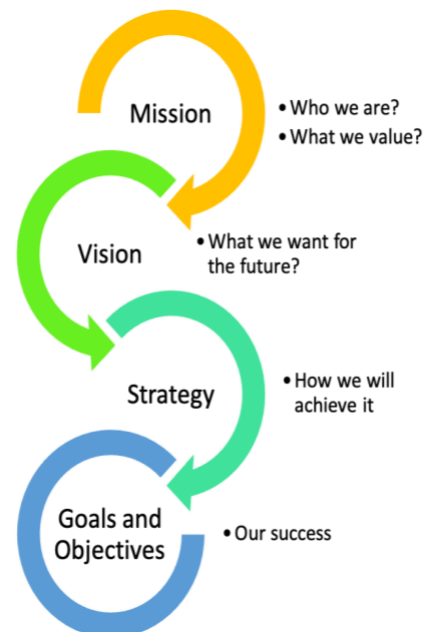 Mission
• Who we are?
• What we value?
Vision
• What we want for
the future?
Strategy
• How we will
achieve it
Goals and
Objectives
• Our success